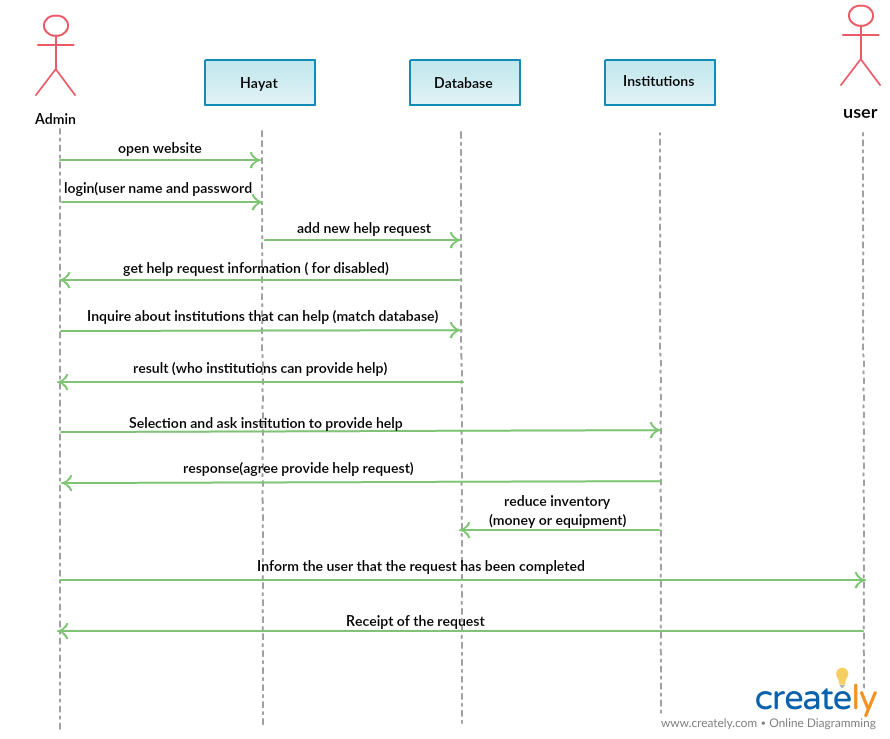 Admin
Hayat
Database
Institutions
user
open website
login(user name and password
add new help request
get help request information ( for disabled)
Inquire about institutions that can help (match database)
result (who institutions can provide help)
Selection and ask institution to provide help
response(agree provide help request)
reduce inventory
(money or equipment)
Inform the user that the request has been completed
Receipt of the request
creately
www.creately.com • Online Diagramming